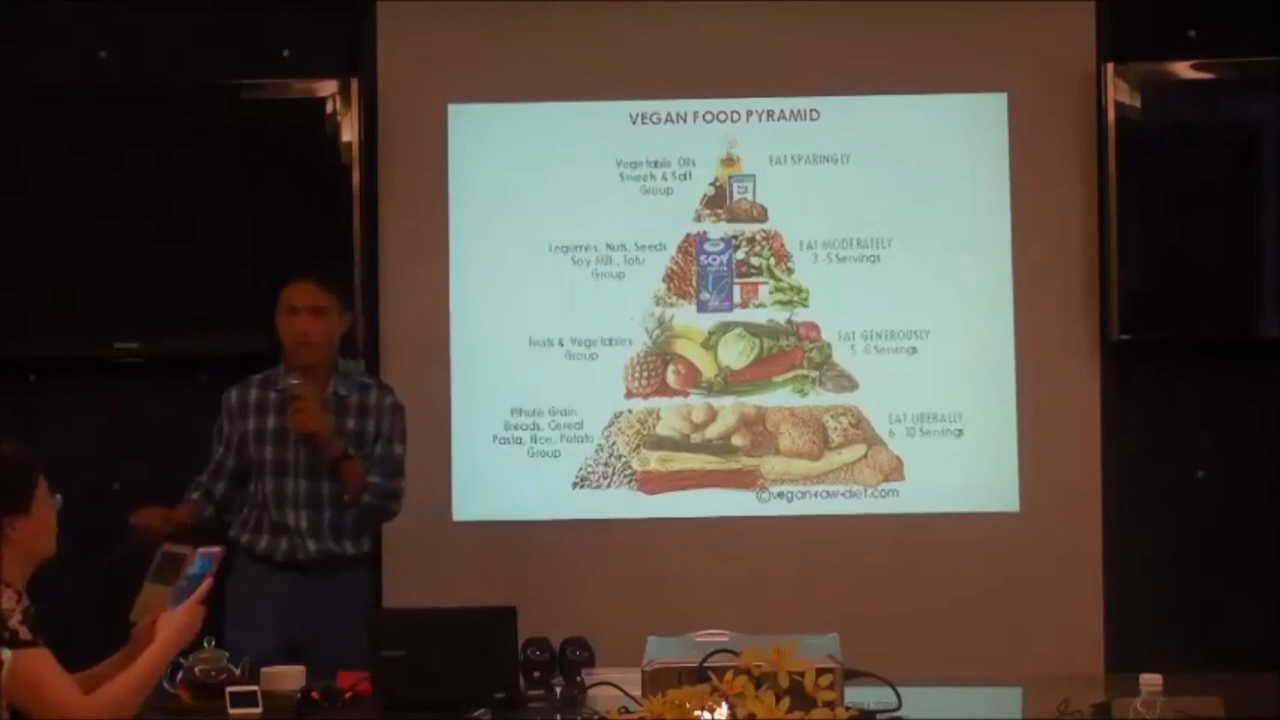 VEGAN FOOD PYRAMID
Vegetable Oils
Sweets & Salt
Group
EAT SPARINGLY
Legumes, Nuts, Seeds
Soy Milk, Tofu
Group
EAT MODERATELY
3 -5 Servings
SOY
Fruits & Vegetables
Group
EAT GENEROUSLY
5 -8 Servings
Whole Grain
Breads, Cereal
Pasta, Rice, Potato
Group
EAT LIBERALLY
6 -10 Servings
©vegan-raw-diet.com